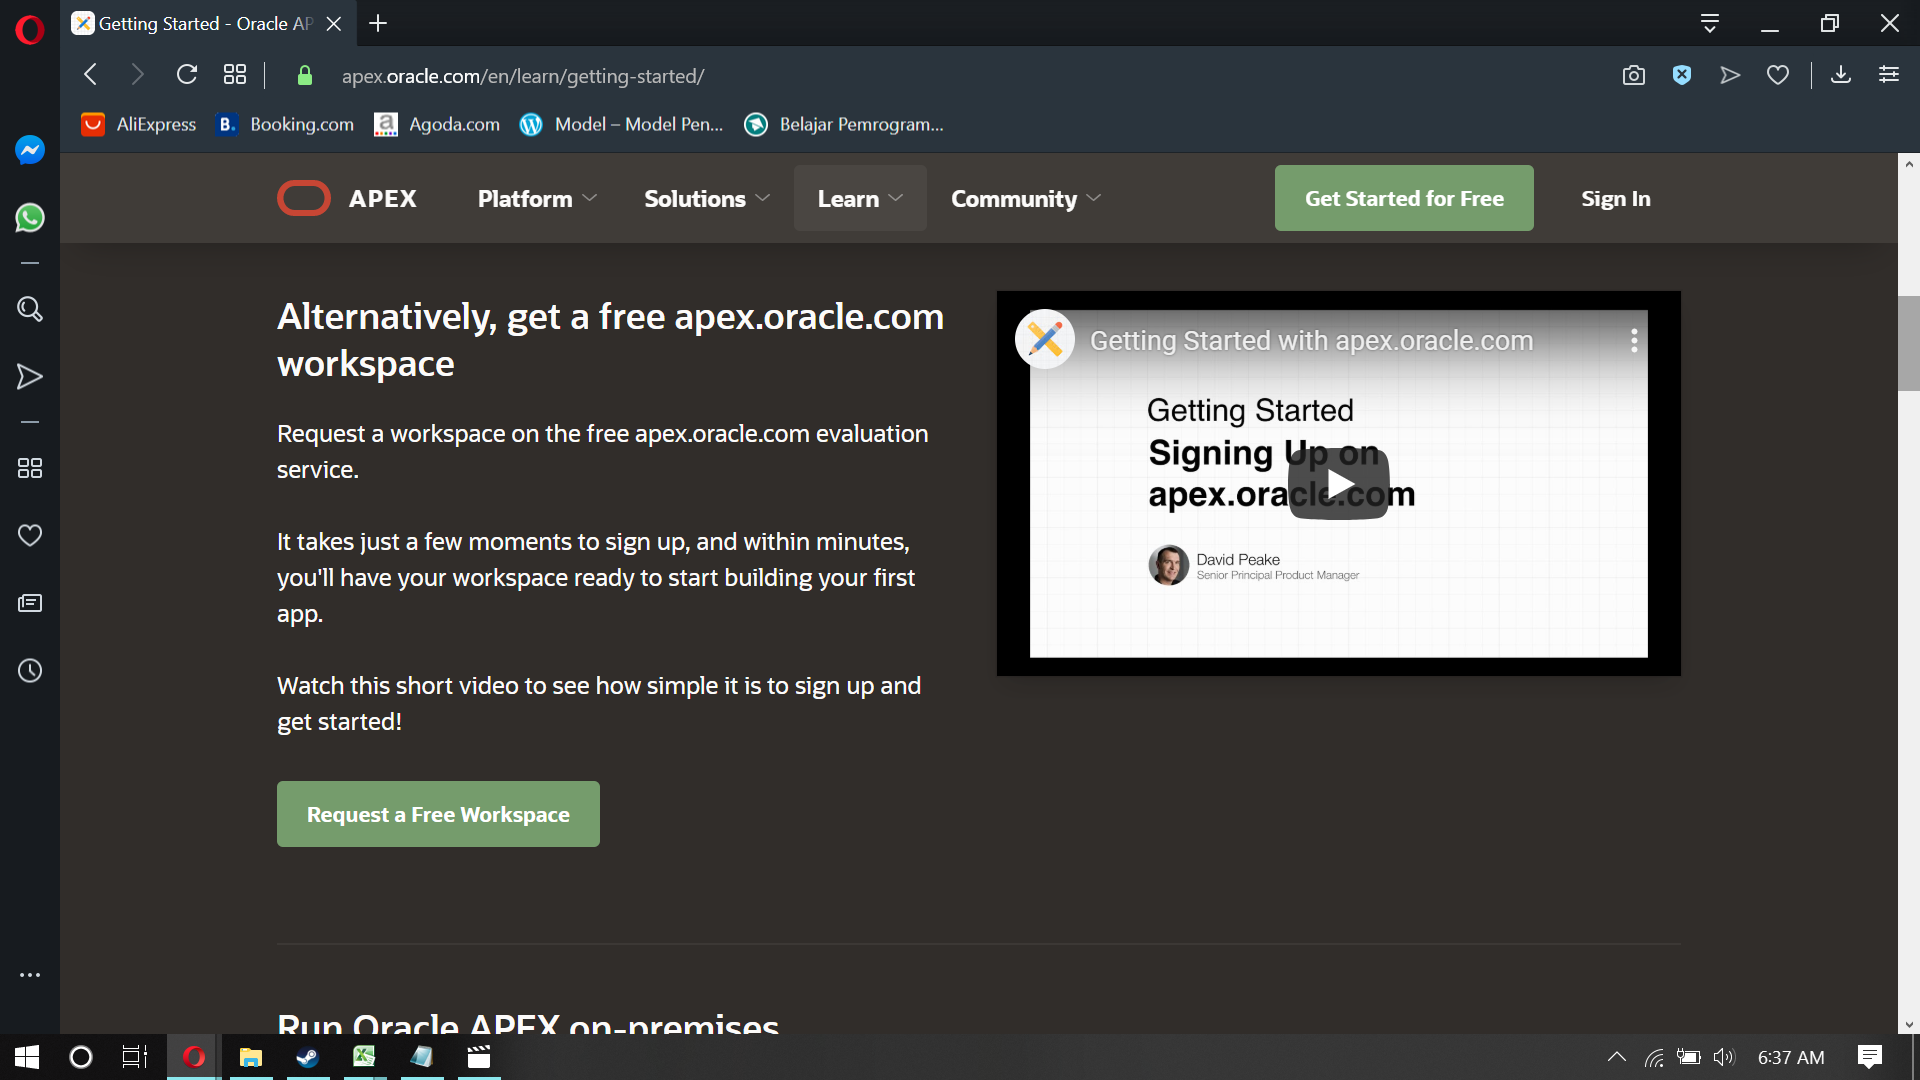 Getting Started - Oracle AP
apex.oracle.com/en/learn/getting-started/
AliExpress
B. Booking.com
a Agoda.com
Model – Model Pen...
Belajar Pemrogram...
APEX
Platform
Solutions
Learn
Community
Get Started for Free
Sign In
Alternatively, get a free apex.oracle.com
workspace
Request a workspace on the free apex.oracle.com evaluation
service.
It takes just a few moments to sign up, and within minutes,
you'll have your workspace ready to start building your first
app.
Watch this short video to see how simple it is to sign up and
get started!
Request a Free Workspace
Getting Started with apex.oracle.com
Getting Started
Signing Up on
apex.oracle.com
David Peake
Senior Principal Product Manager
Run Oracle APEX on-premises
6:37 AM